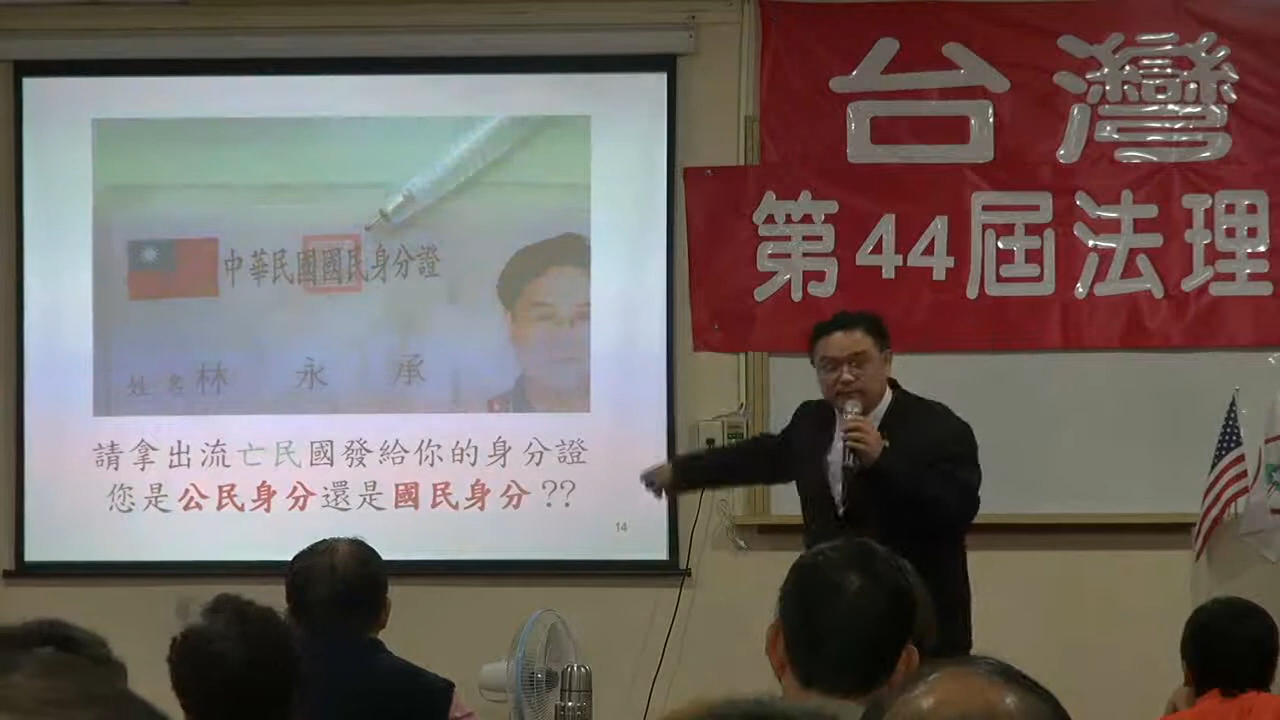 中華民國國民身分證
姓名林永承
請拿出流亡民國發給你的身分證
您是公民身分還是國民身分??
14
台灣
第44屆法理